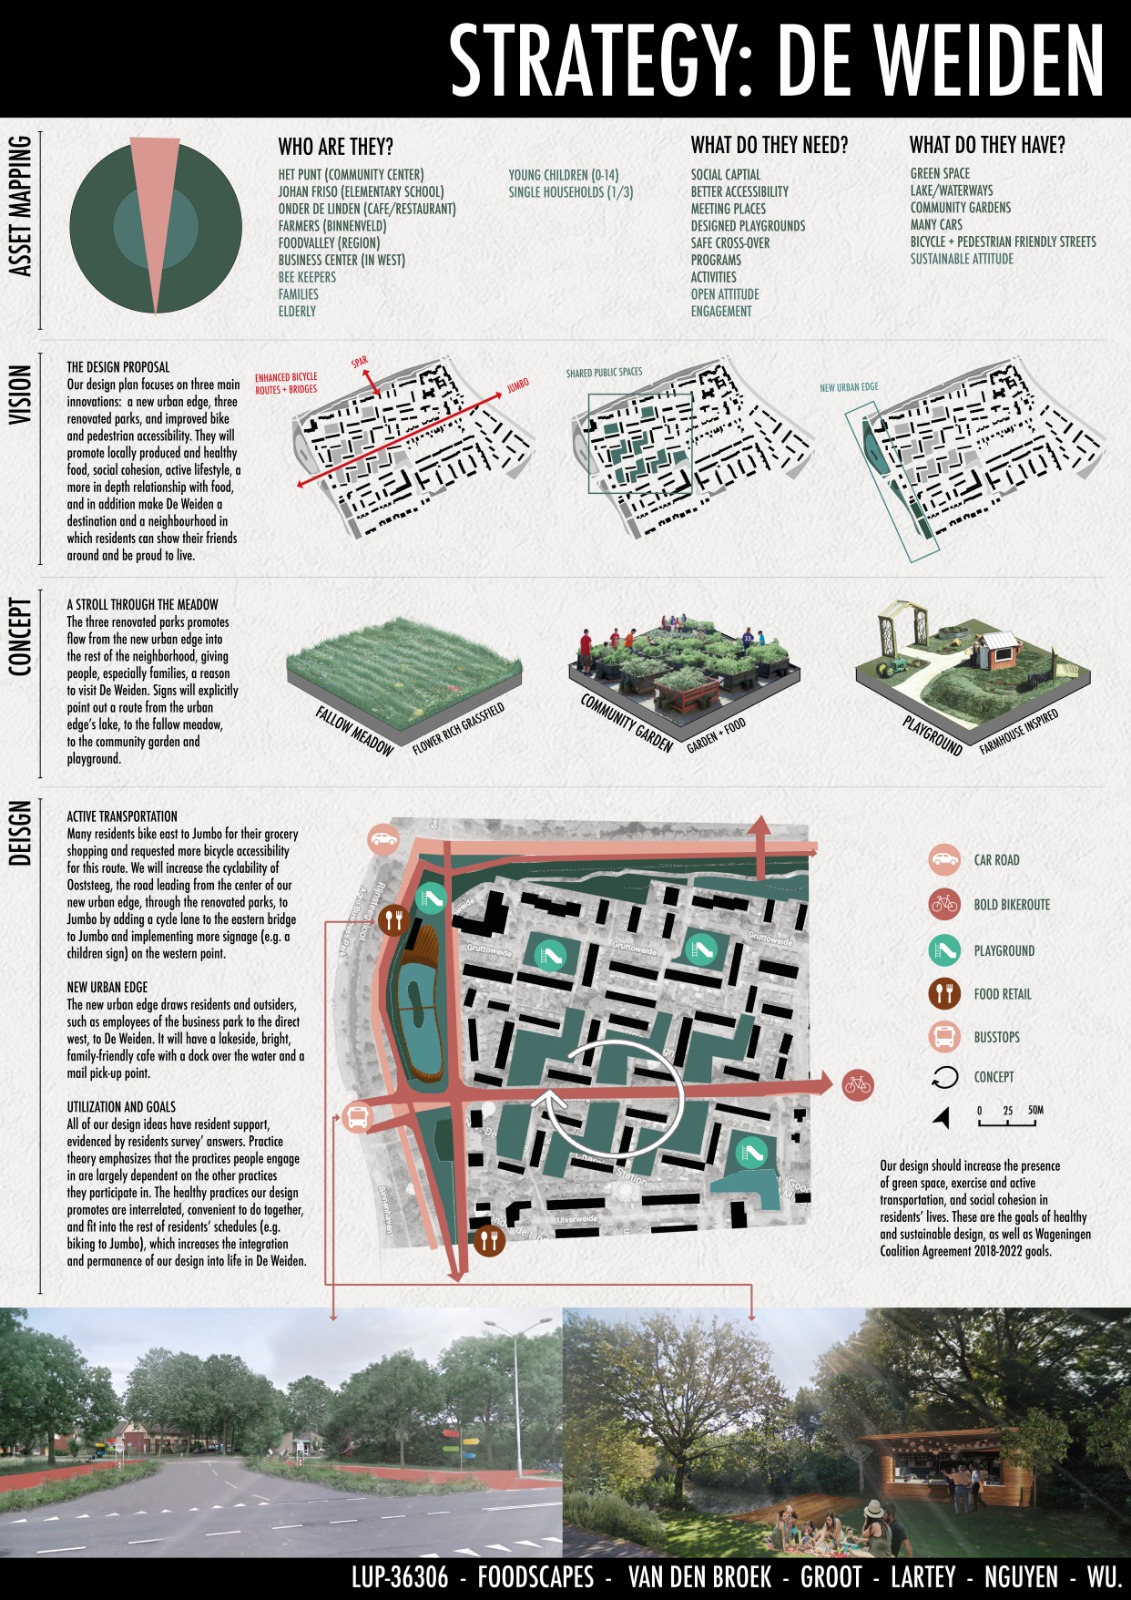 STRATEGY: DE WEIDEN
ASSET MAPPING
WHO ARE THEY?
HET PUNT (COMMUNITY CENTER)
JOHAN FRISO (ELEMENTARY SCHOOL)
ONDER DE LINDEN (CAFE/RESTAURANT)
FARMERS (BINNENVELD)
FOODVALLEY (REGION)
BUSINESS CENTER (IN WEST)
BEE KEEPERS
FAMILIES
ELDERLY
YOUNG CHILDREN (0-14)
SINGLE HOUSEHOLDS (1/3)
WHAT DO THEY NEED?
SOCIAL CAPTIAL
BETTER ACCESSIBILITY
MEETING PLACES
DESIGNED PLAYGROUNDS
SAFE CROSS-OVER
PROGRAMS
ACTIVITIES
OPEN ATTITUDE
ENGAGEMENT
WHAT DO THEY HAVE?
GREEN SPACE
LAKE/WATERWAYS
COMMUNITY GARDENS
MANY CARS
BICYCLE + PEDESTRIAN FRIENDLY STREETS
SUSTAINABLE ATTITUDE
VISION
THE DESIGN PROPOSAL
Our design plan focuses on three main
innovations: a new urban edge, three
renovated parks, and improved bike
and pedestrian accessibility. They will
promote locally produced and healthy
food, social cohesion, active lifestyle, a
more in depth relationship with food,
and in addition make De Weiden a
destination and a neighbourhood in
which residents can show their friends
around and be proud to live.
ENHANCED BICYCLE
ROUTES + BRIDGES
SPAR
JUMBO
SHARED PUBLIC SPACES
NEW URBAN EDGE
CONCEPT
A STROLL THROUGH THE MEADOW
The three renovated parks promotes
flow from the new urban edge into
the rest of the neighborhood, giving
people, especially families, a reason
to visit De Weiden. Signs will explicitly
point out a route from the urban
edge's lake, to the fallow meadow,
to the community garden and
playground.
FALLOW MEADOW
FLOWER RICH GRASSFIELD
COMMUNITY GARDEN
GARDEN + FOOD
PLAYGROUND
FARMHOUSE INSPIRED
DEISGN
ACTIVE TRANSPORTATION
Many residents bike east to Jumbo for their grocery
shopping and requested more bicycle accessibility
for this route. We will increase the cyclability of
Ooststeeg, the road leading from the center of our
new urban edge, through the renovated parks, to
Jumbo by adding a cycle lane to the eastern bridge
to Jumbo and implementing more signage (e.g. a
children sign) on the western point.
NEW URBAN EDGE
The new urban edge draws residents and outsiders,
such as employees of the business park to the direct
west, to De Weiden. It will have a lakeside, bright,
family-friendly cafe with a dock over the water and a
mail pick-up point.
UTILIZATION AND GOALS
All of our design ideas have resident support,
evidenced by residents survey' answers. Practice
theory emphasizes that the practices people engage
in are largely dependent on the other practices
they participate in. The healthy practices our design
promotes are interrelated, convenient to do together,
and fit into the rest of residents' schedules (e.g.
biking to Jumbo), which increases the integration
and permanence of our design into life in De Weiden.
Gruttoweide
Gruttoweide
Gruttoweide
Station
Ulverweide
CAR ROAD
BOLD BIKEROUTE
PLAYGROUND
FOOD RETAIL
BUSSTOPS
CONCEPT
0 25 50M
Our design should increase the presence
of green space, exercise and active
transportation, and social cohesion in
residents' lives. These are the goals of healthy
and sustainable design, as well as Wageningen
Coalition Agreement 2018-2022 goals.
LUP-36306 - FOODSCAPES - VAN DEN BROEK - GROOT - LARTEY - NGUYEN - WU.